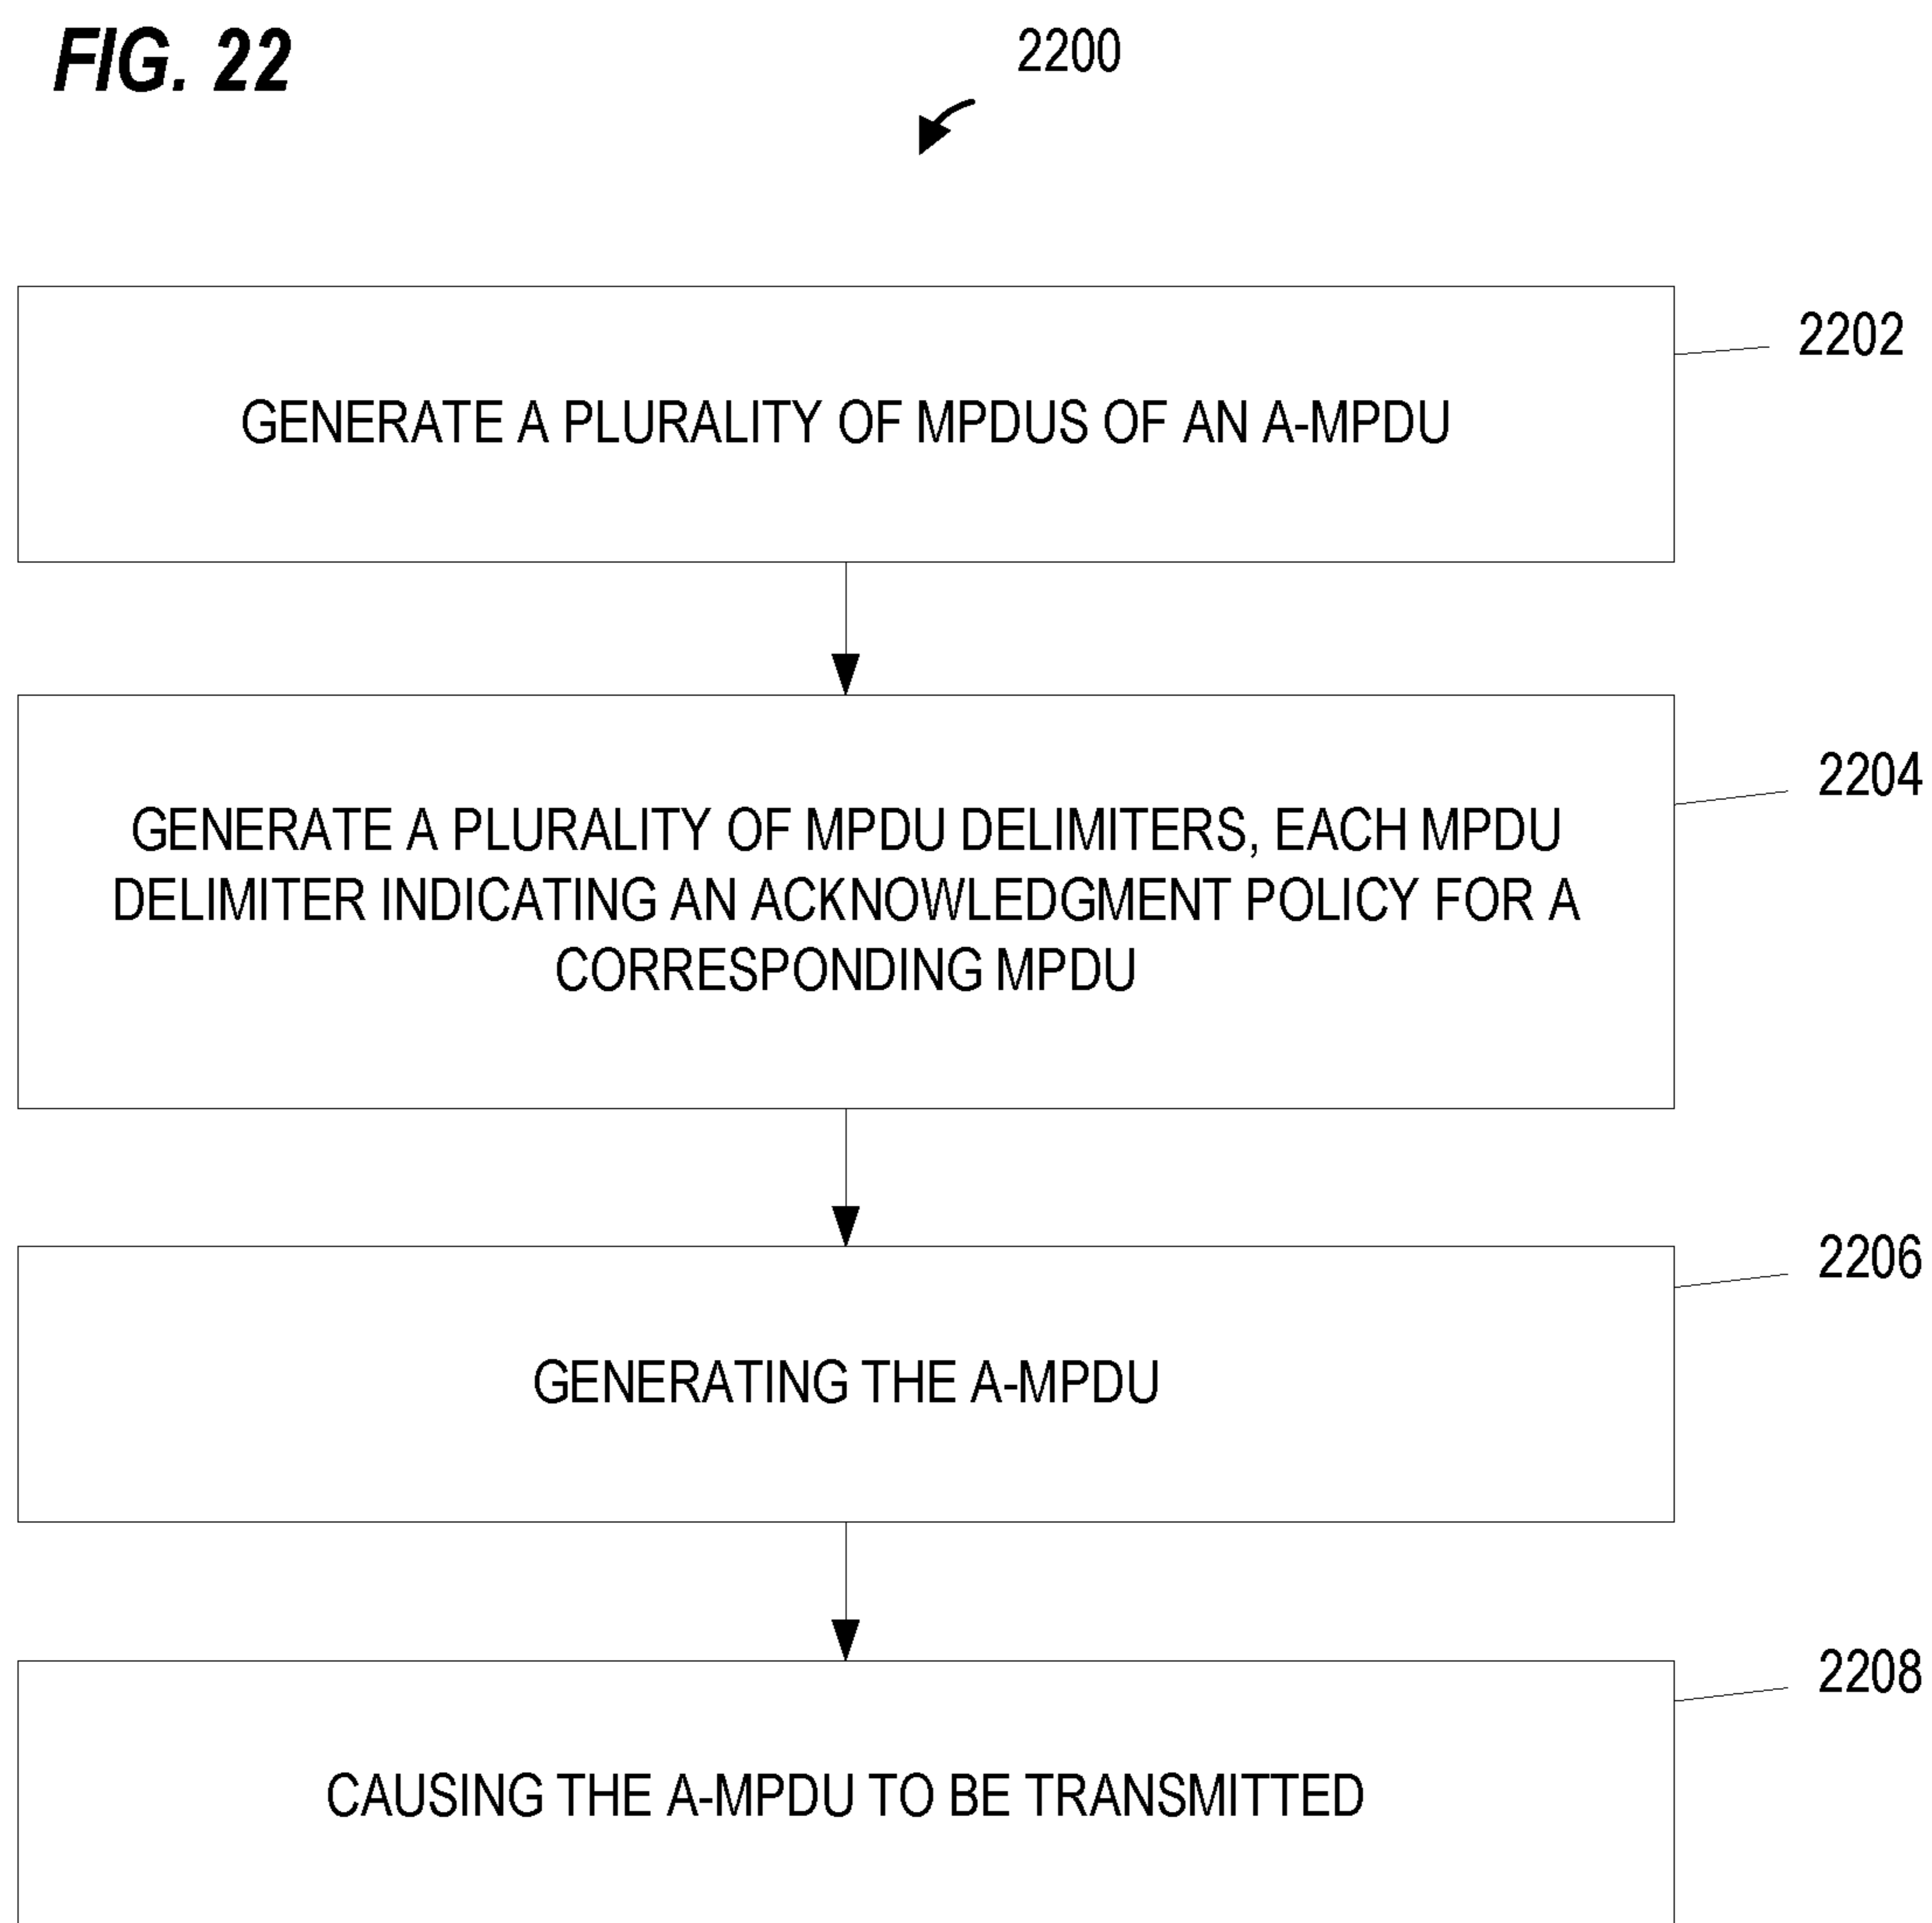 FIG. 22
2200
2202
GENERATE A PLURALITY OF MPDUS OF AN A-MPDU
2204
GENERATE A PLURALITY OF MPDU DELIMITERS, EACH MPDU
DELIMITER INDICATING AN ACKNOWLEDGMENT POLICY FOR A
CORRESPONDING MPDU
2206
GENERATING THE A-MPDU
2208
CAUSING THE A-MPDU TO BE TRANSMITTED